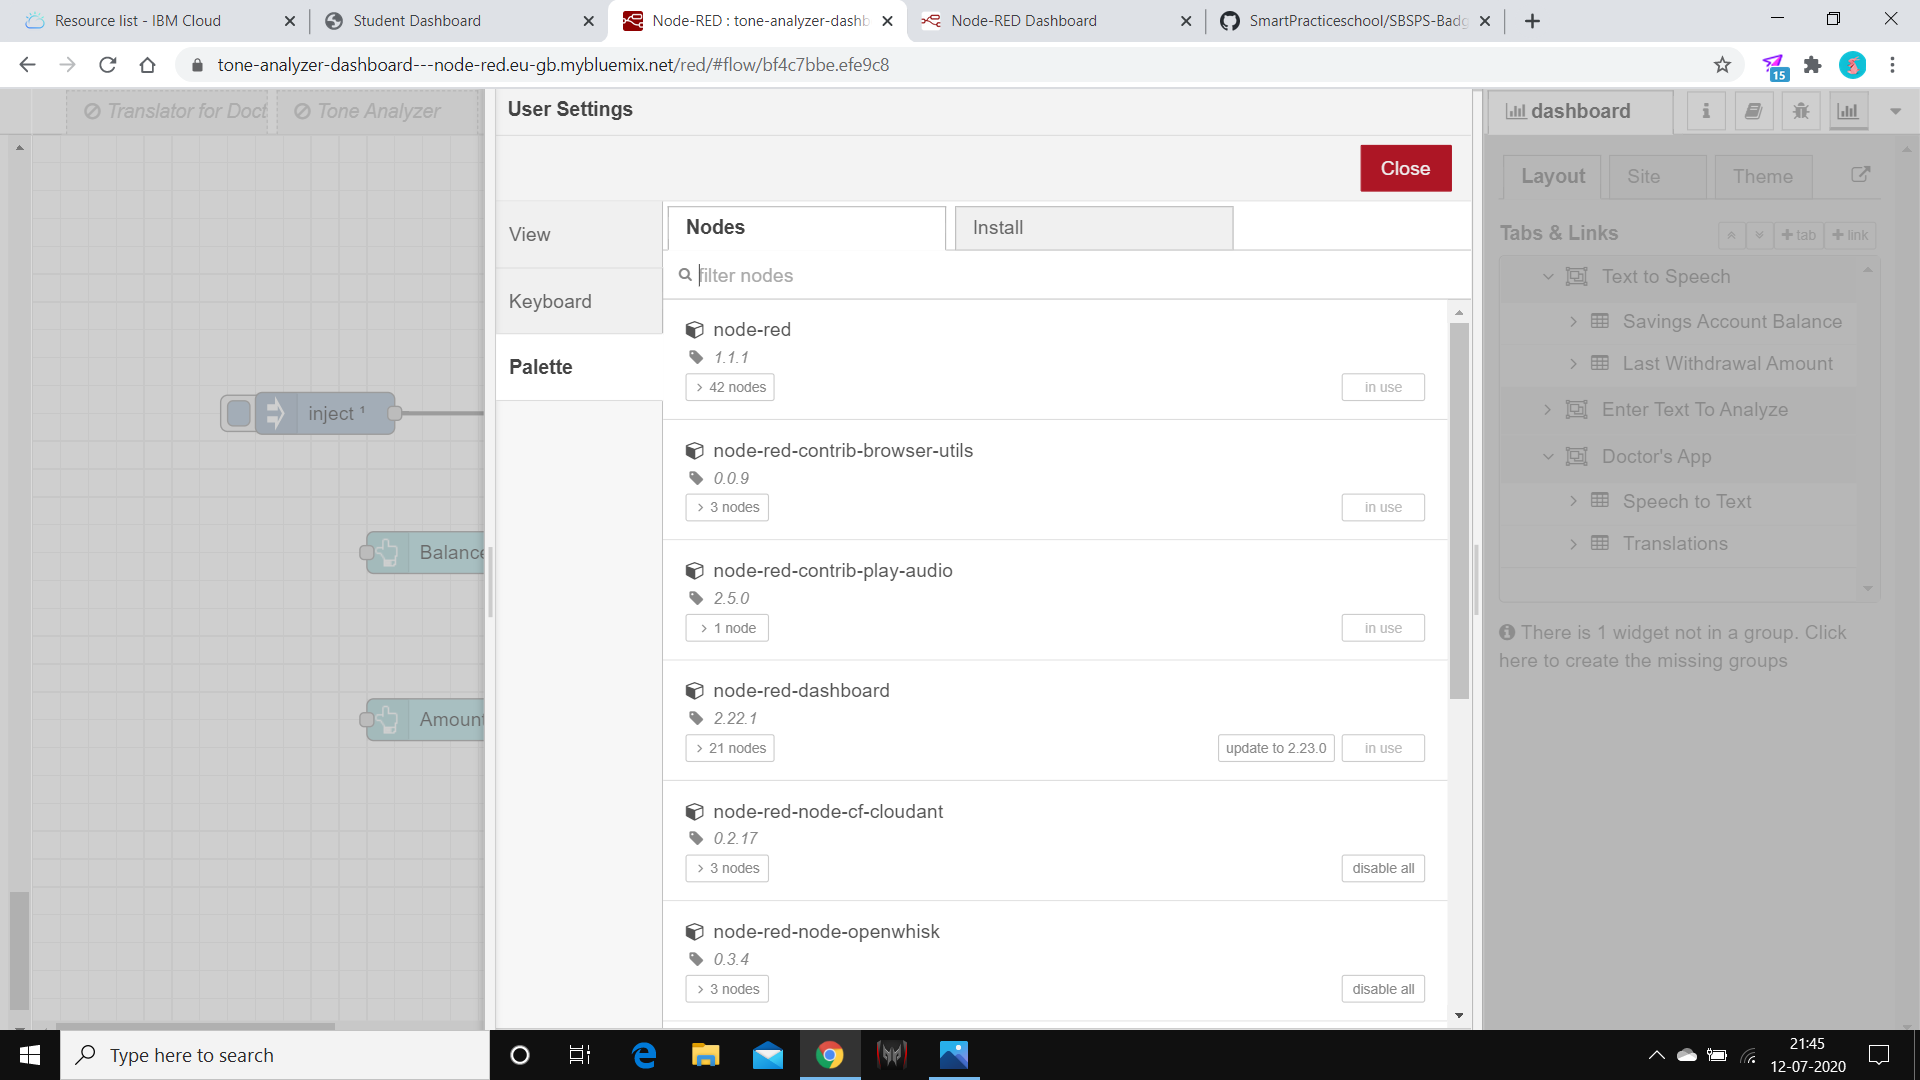 Resource list - IBM Cloud
Student Dashboard
Node-RED : tone-analyzer-dashb
Node-RED Dashboard
SmartPracticeschool/SBSPS-Badg
tone-analyzer-dashboard---node-red.eu-gb.mybluemix.net/red/#flow/bf4c7bbe.efe9c8
15
Translator for Doct
Tone Analyzer
inject ¹
Balance
Amount
User Settings
Close
View
Keyboard
Palette
Nodes
Install
filter nodes
node-red
1.1.1
42 nodes
in use
node-red-contrib-browser-utils
0.0.9
3 nodes
in use
node-red-contrib-play-audio
2.5.0
1 node
in use
node-red-dashboard
2.22.1
21 nodes
update to 2.23.0
in use
node-red-node-cf-cloudant
0.2.17
3 nodes
disable all
node-red-node-openwhisk
0.3.4
3 nodes
disable all
dashboard
Layout
Site
Theme
Tabs & Links
tab
link
Text to Speech
Savings Account Balance
Last Withdrawal Amount
Enter Text To Analyze
Doctor's App
Speech to Text
Translations
There is 1 widget not in a group. Click
here to create the missing groups
Type here to search
21:45
12-07-2020